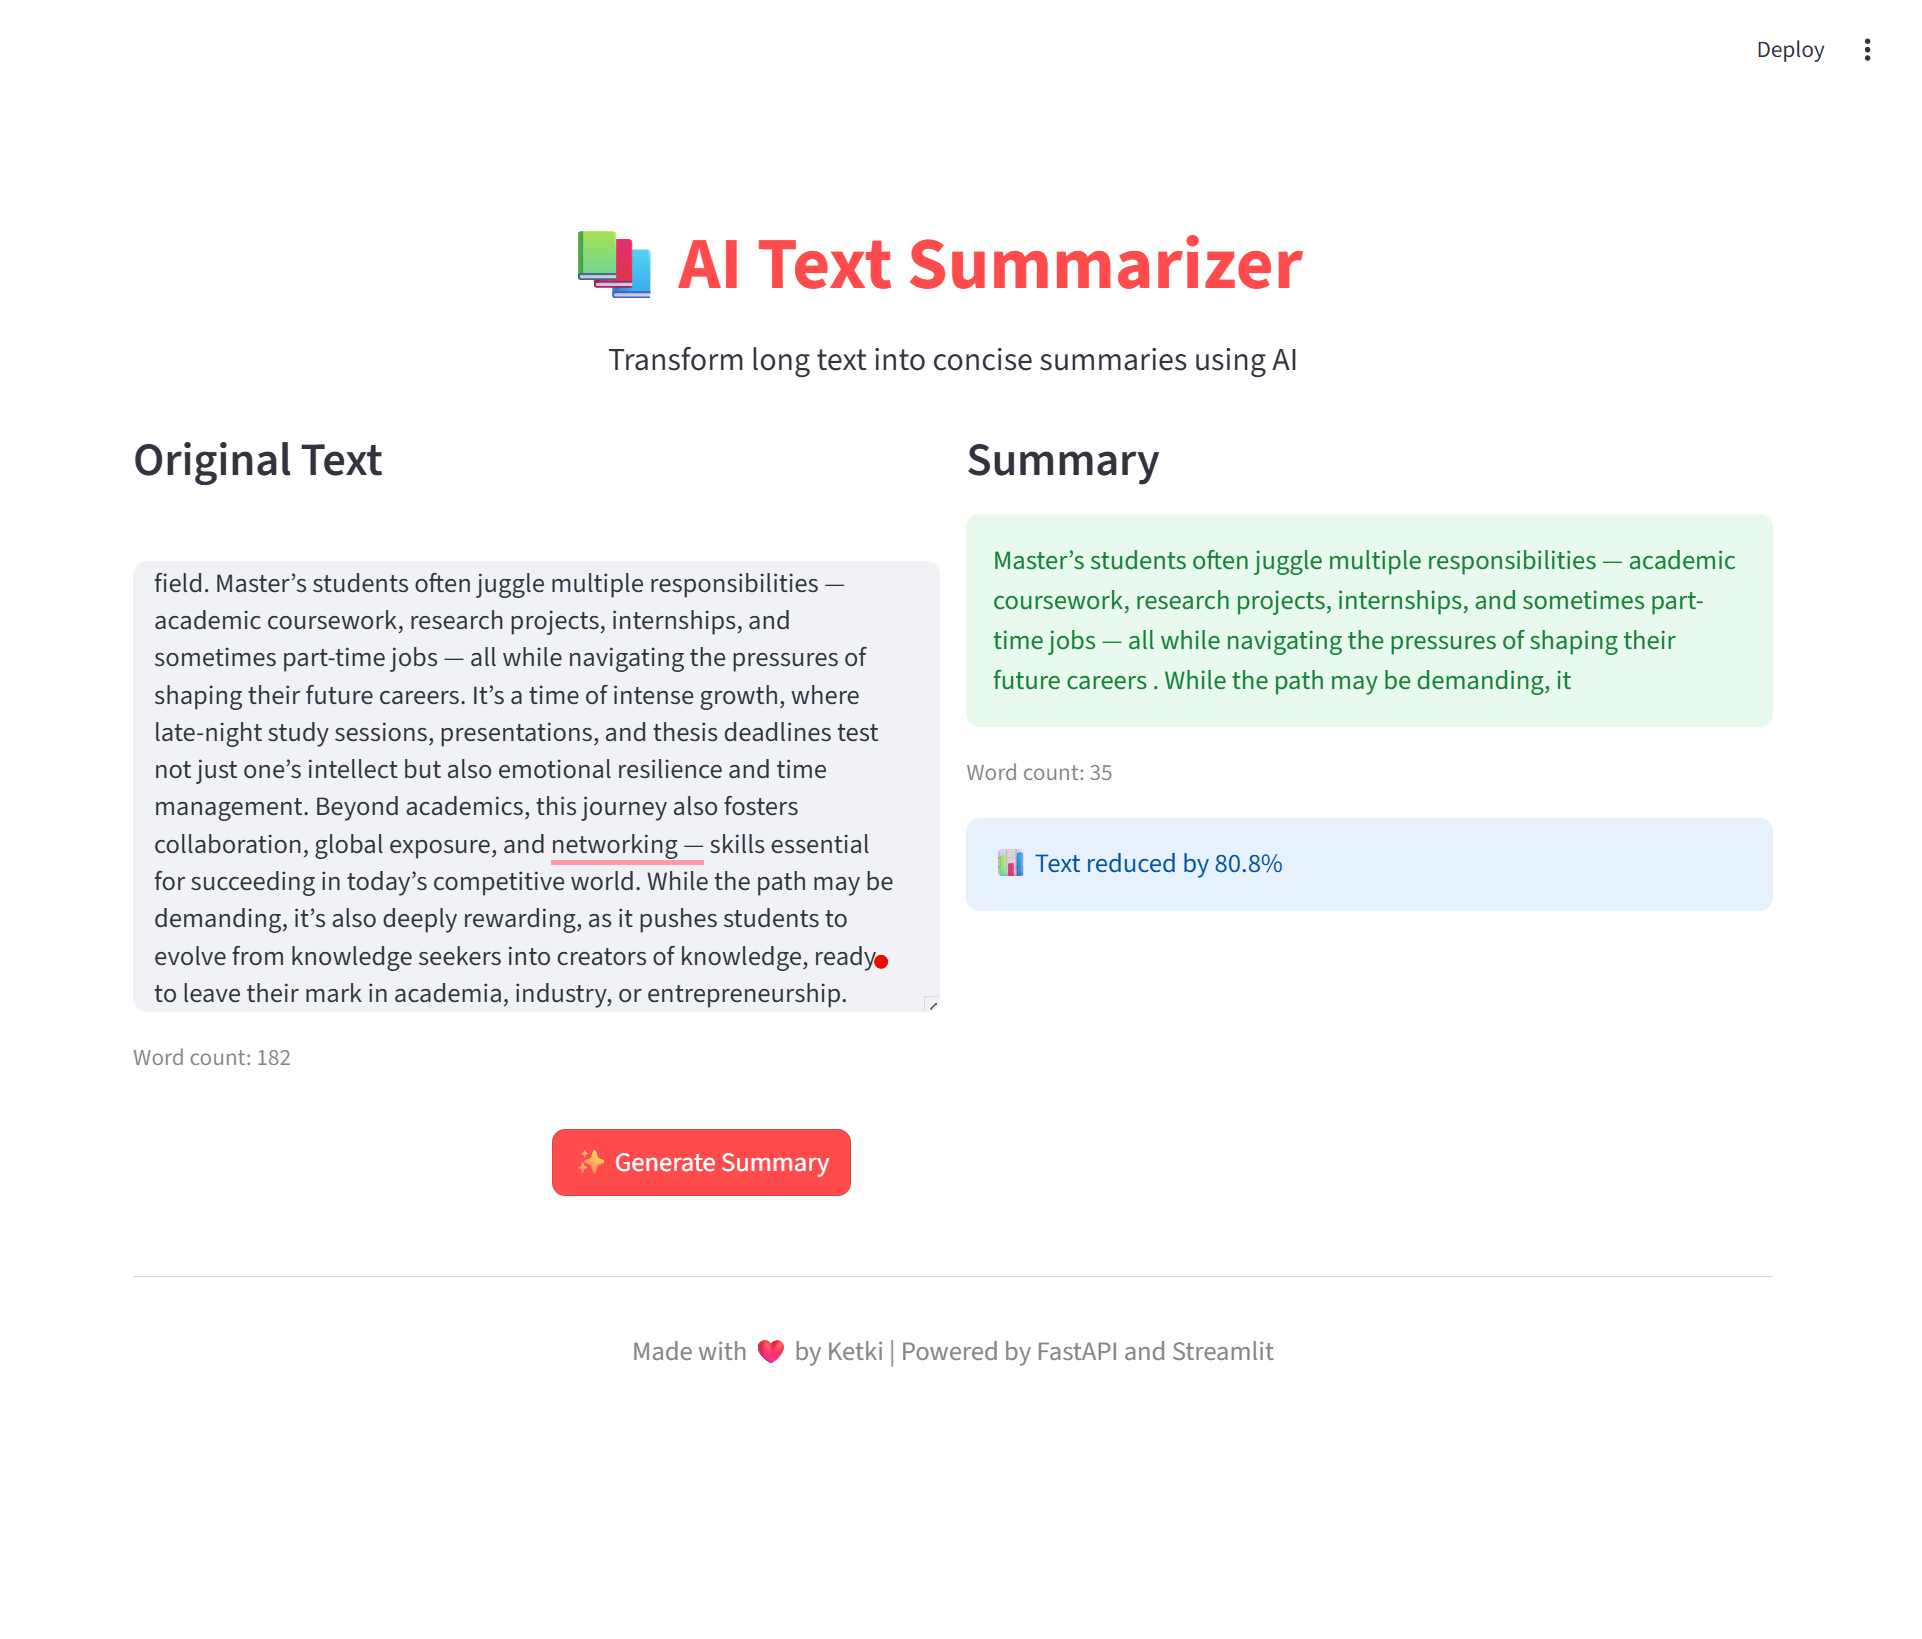 Deploy
📚 AI Text Summarizer
Transform long text into concise summaries using AI
Original Text
field. Master’s students often juggle multiple responsibilities —
academic coursework, research projects, internships, and
sometimes part-time jobs — all while navigating the pressures of
shaping their future careers. It’s a time of intense growth, where
late-night study sessions, presentations, and thesis deadlines test
not just one’s intellect but also emotional resilience and time
management. Beyond academics, this journey also fosters
collaboration, global exposure, and networking — skills essential
for succeeding in today’s competitive world. While the path may be
demanding, it’s also deeply rewarding, as it pushes students to
evolve from knowledge seekers into creators of knowledge, ready
to leave their mark in academia, industry, or entrepreneurship.
Word count: 182
Summary
Master’s students often juggle multiple responsibilities — academic
coursework, research projects, internships, and sometimes part-
time jobs — all while navigating the pressures of shaping their
future careers . While the path may be demanding, it
Word count: 35
📊 Text reduced by 80.8%
✨ Generate Summary
Made with ❤️ by Ketki | Powered by FastAPI and Streamlit